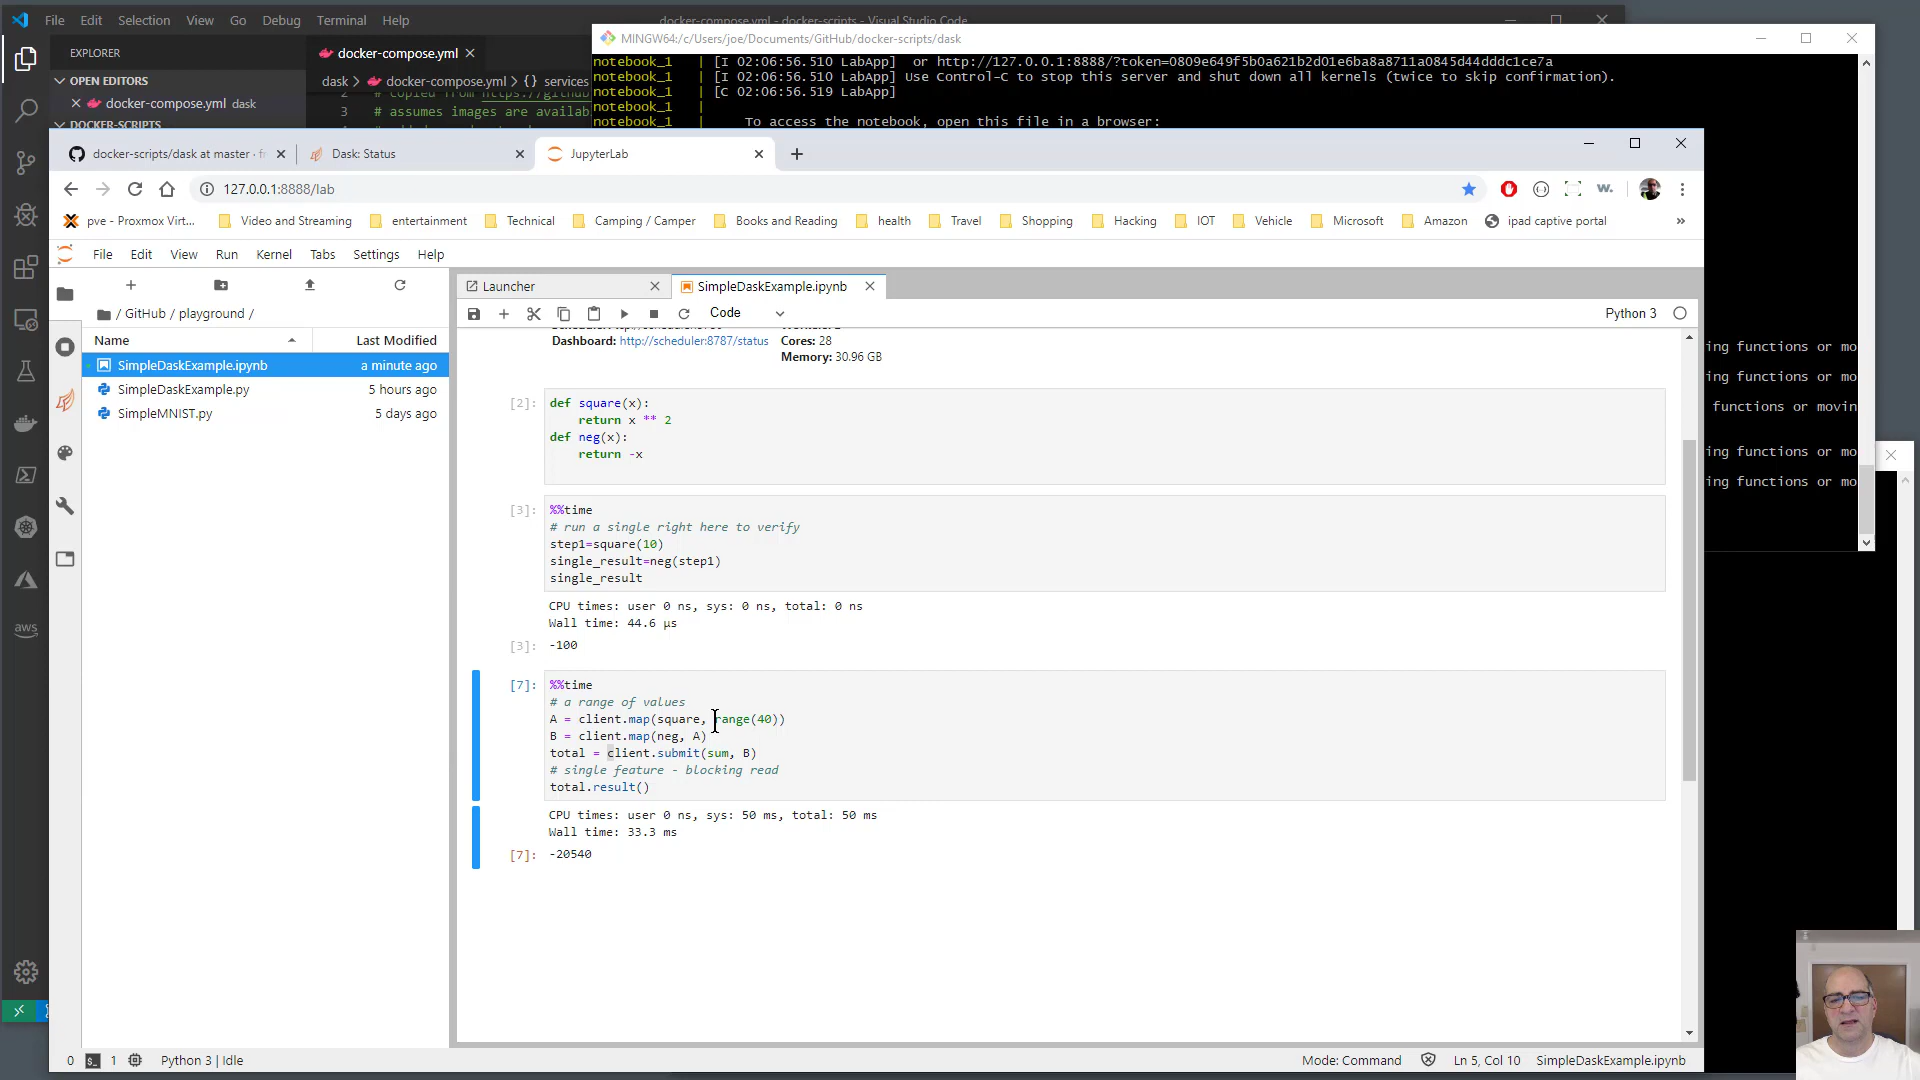 File Edit Selection View Go Debug Terminal Help
docker-compose.yml - docker-scripts - Visual Studio Code
EXPLORER
OPEN EDITORS
docker-compose.yml dask
DOCKER-SCRIPTS
docker-compose.yml
dask > docker-compose.yml > {} services
3 # assumes images are availab
MINGW64:/c/Users/joe/Documents/GitHub/docker-scripts/dask
notebook_1 | [I 02:06:56.510 LabApp] or http://127.0.0.1:8888/?token=0809e649f5b0a621b2d01e6ba8a8711a0845d44dddc1ce7a
notebook_1 | [I 02:06:56.510 LabApp] Use Control-C to stop this server and shut down all kernels (twice to skip confirmation).
notebook_1 | [C 02:06:56.519 LabApp]
notebook_1 |
notebook_1 | To access the notebook, open this file in a browser:
ing functions or mo
ing functions or mo
functions or movin
ing functions or mo
ing functions or mo
docker-scripts/dask at master · f
Dask: Status
JupyterLab
127.0.0.1:8888/lab
pve - Proxmox Virt...
Video and Streaming
entertainment
Technical
Camping / Camper
Books and Reading
health
Travel
Shopping
Hacking
IOT
Vehicle
Microsoft
Amazon
ipad captive portal
»
File Edit View Run Kernel Tabs Settings Help
/ GitHub / playground /
Name Last Modified
SimpleDaskExample.ipynb a minute ago
SimpleDaskExample.py 5 hours ago
SimpleMNIST.py 5 days ago
aws
Launcher
SimpleDaskExample.ipynb
Code
Python 3
Dashboard: http://scheduler:8787/status
Cores: 28
Memory: 30.96 GB
[2]: def square(x):
return x ** 2
def neg(x):
return -x
[3]: %%time
# run a single right here to verify
step1=square(10)
single_result=neg(step1)
single_result
CPU times: user 0 ns, sys: 0 ns, total: 0 ns
Wall time: 44.6 µs
[3]: -100
[7]: %%time
# a range of values
A = client.map(square, range(40))
B = client.map(neg, A)
total = client.submit(sum, B)
# single feature - blocking read
total.result()
CPU times: user 0 ns, sys: 50 ms, total: 50 ms
Wall time: 33.3 ms
[7]: -20540
0 1 Python 3 | Idle
Mode: Command
Ln 5, Col 10
SimpleDaskExample.ipynb